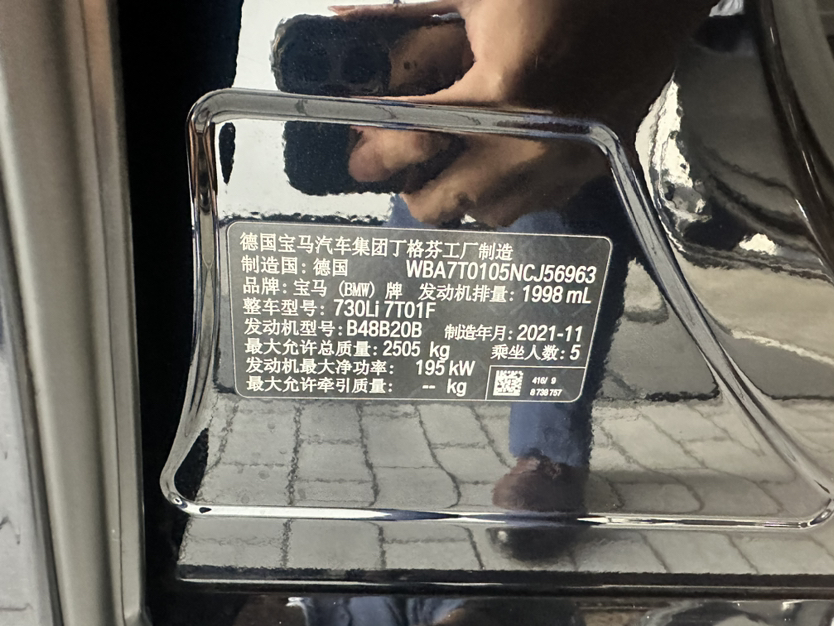 德国宝马汽车集团丁格芬工厂制造
制造国：德国 WBA7T0105NCJ56963
品牌：宝马（BMW）牌 发动机排量：1998 mL
整车型号：730Li 7T01F
发动机型号：B48B20B 制造年月：2021-11
最大允许总质量：2505 kg 乘坐人数：5
发动机最大净功率： 195 kW
最大允许牵引质量： -- kg
416/ 9
8 736 757